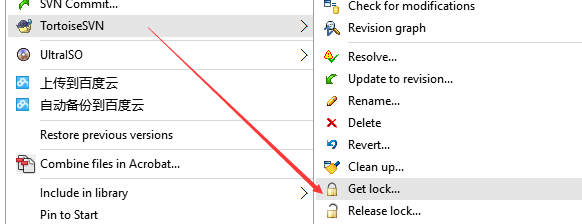 SVN Commit...
TortoiseSVN
UltraISO
上传到百度云
自动备份到百度云
Restore previous versions
Combine files in Acrobat...
Include in library
Pin to Start
Check for modifications
Revision graph
Resolve...
Update to revision...
Rename...
Delete
Revert...
Clean up...
Get lock...
Release lock...